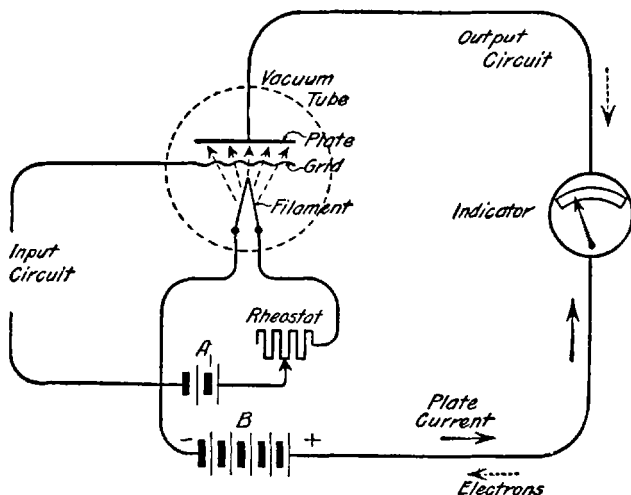 Output
Circuit
Vacuum
Tube
Plate
Grid
Filament
Indicator
Input
Circuit
Rheostat
A
- B +
Plate
Current
Electrons